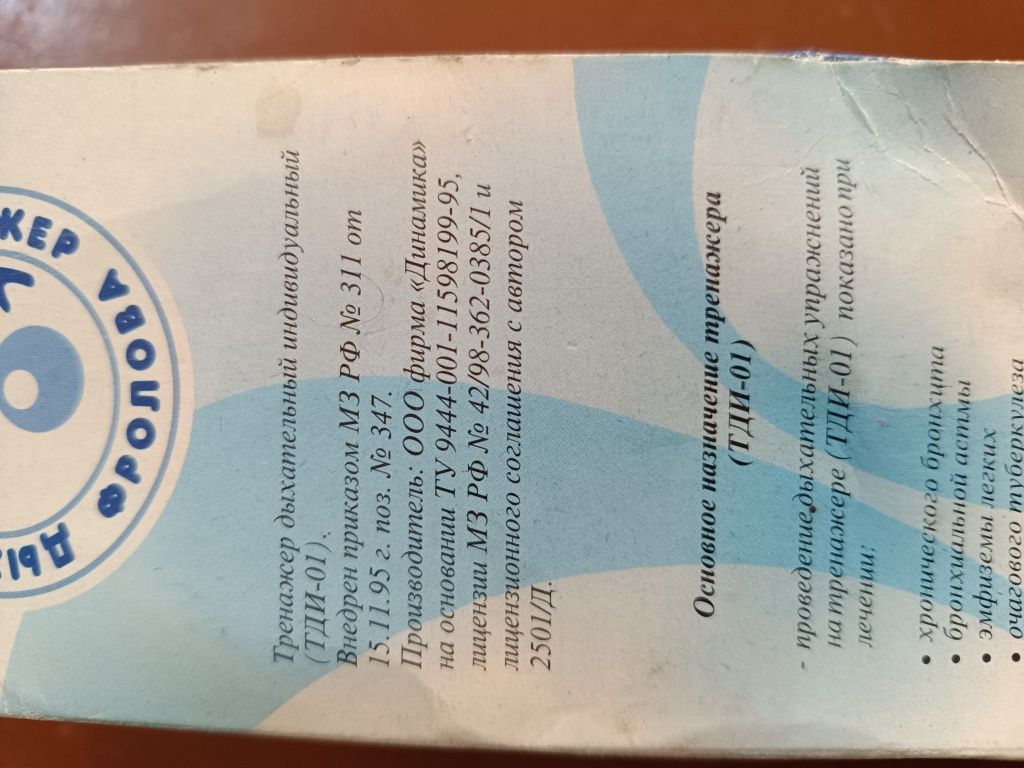 ЖЕР
ФРОЛОВА
Тренажер дыхательный индивидуальный
(ТДИ-01).
Внедрен приказом МЗ РФ № 311 от
15.11.95 г. поз. № 347.
Производитель: ООО фирма «Динамика»
на основании ТУ 9444-001-11598199-95,
лицензии МЗ РФ № 42/98-362-0385/1 и
лицензионного соглашения с автором
2501/Д.
Основное назначение тренажера
(ТДИ-01)
- проведение дыхательных упражнений
на тренажере (ТДИ-01) показано при
лечении:
• хронического бронхита
• бронхиальной астмы
• эмфиземы легких
• очагового туберкулеза